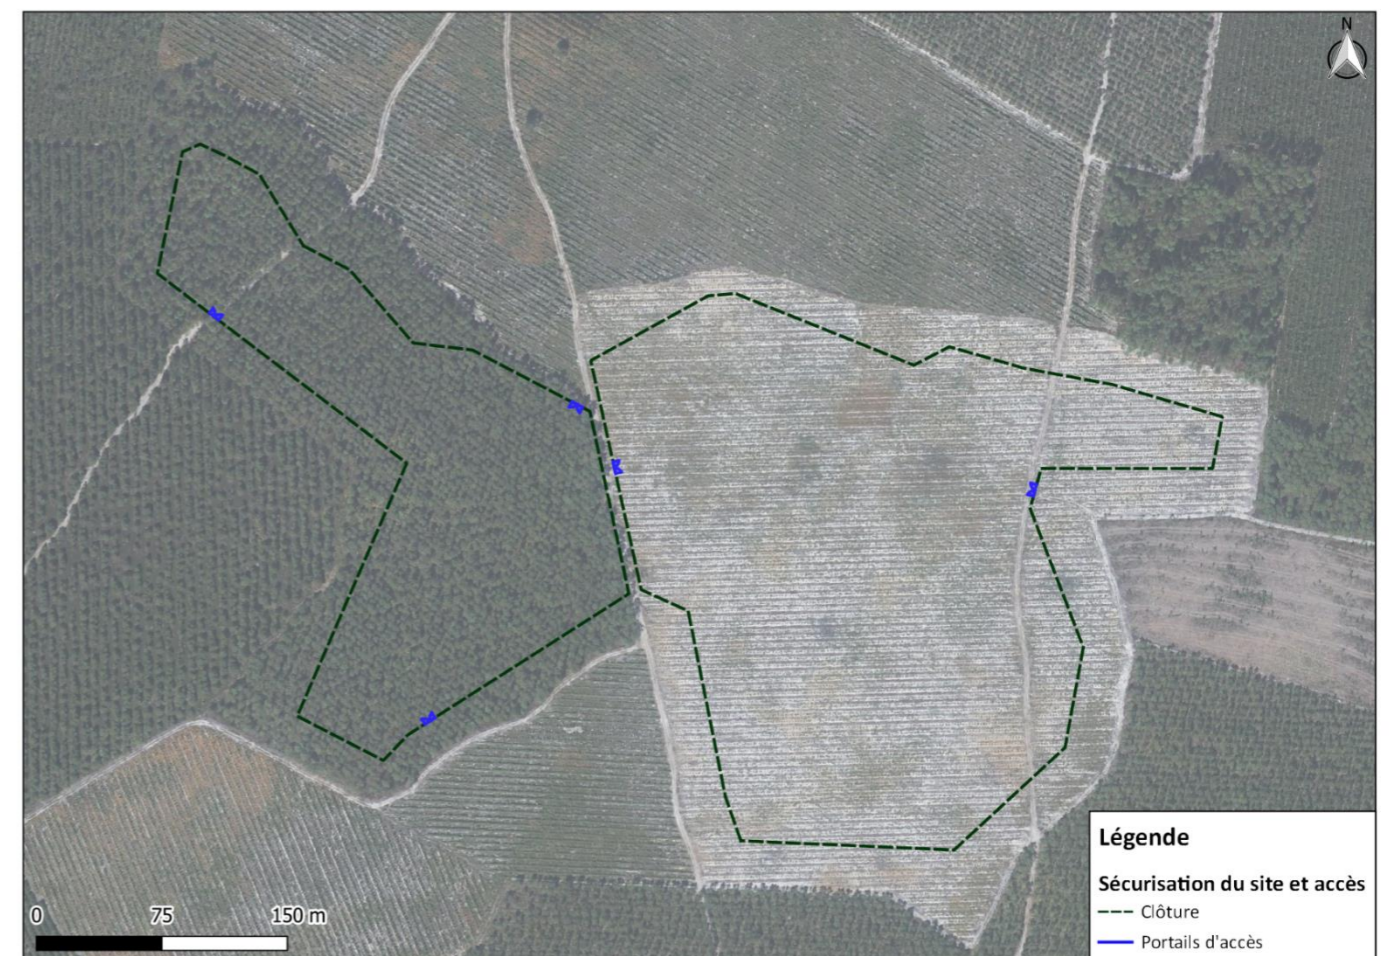 N
Légende
Sécurisation du site et accès
Clôture
Portails d'accès
0 75 150 m